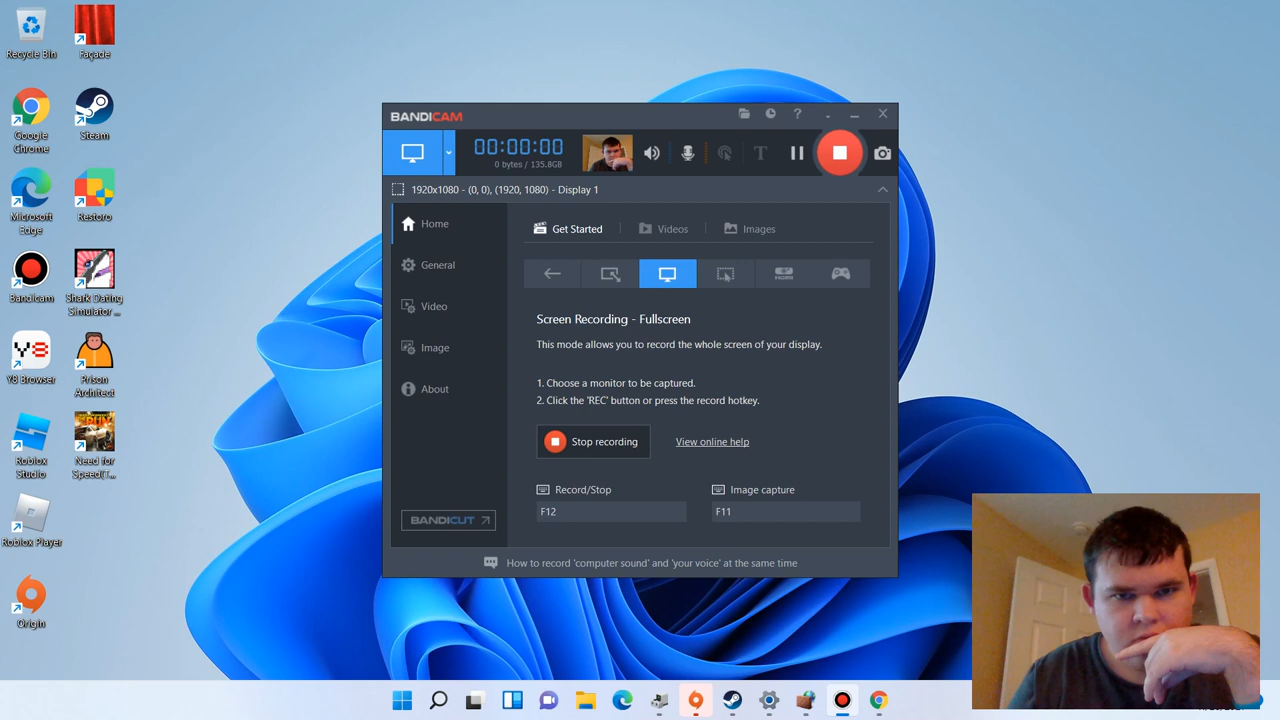 Recycle Bin
Façade
Google
Chrome
Steam
Microsoft
Edge
Restoro
Bandicam
Shark Dating
Simulator ...
Y8
Y8 Browser
Prison
Architect
Roblox
Studio
Need for
Speed(T...
Roblox Player
Origin
BANDICAM
?
00:00:00
0 bytes / 135.8GB
T
1920x1080 - (0, 0), (1920, 1080) - Display 1
Home
General
Video
Image
About
BANDICUT
Get Started
Videos
Images
HDMI
Screen Recording - Fullscreen
This mode allows you to record the whole screen of your display.
1. Choose a monitor to be captured.
2. Click the 'REC' button or press the record hotkey.
Stop recording
View online help
Record/Stop
Image capture
F12
F11
How to record 'computer sound' and 'your voice' at the same time